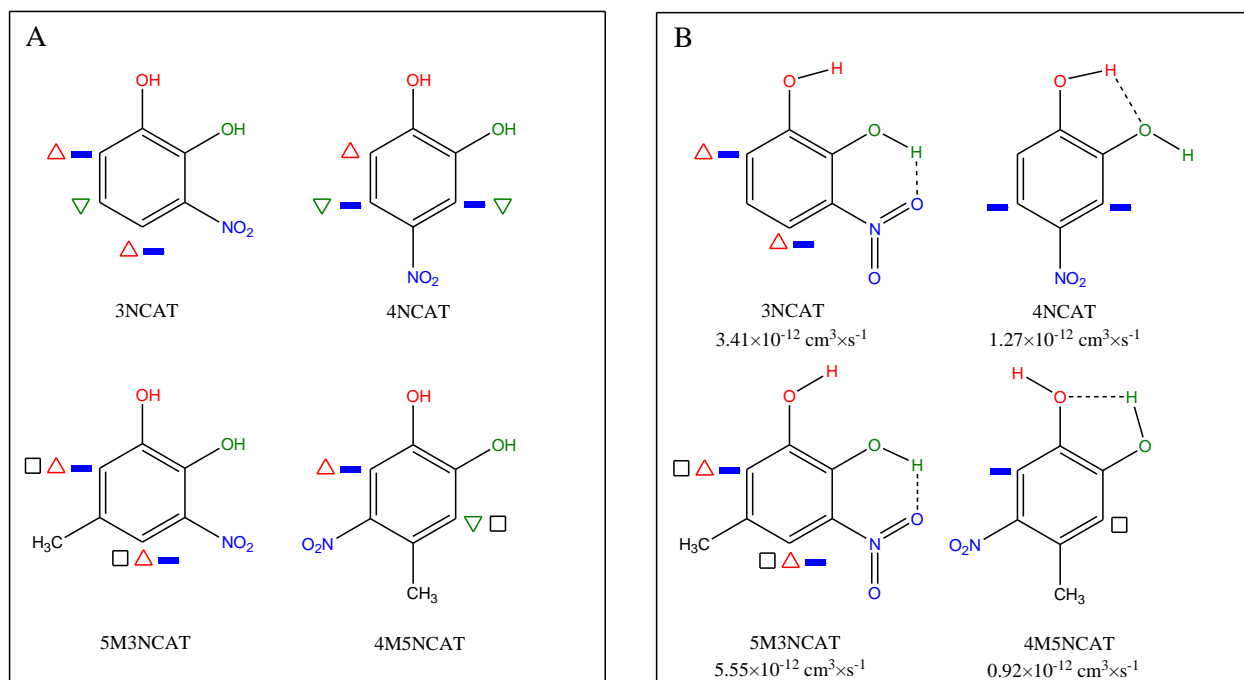 A
OH
OH
NO2
3NCAT
OH
OH
NO2
4NCAT
OH
OH
H3C
NO2
5M3NCAT
OH
OH
O2N
CH3
4M5NCAT
B
O H
O
H
O
N
O
3NCAT
3.41×10-12 cm3×s-1
O H
O
H
NO2
4NCAT
1.27×10-12 cm3×s-1
H
O
O
H
O
H3C
N
O
5M3NCAT
5.55×10-12 cm3×s-1
H
O H
O
O2N
CH3
4M5NCAT
0.92×10-12 cm3×s-1